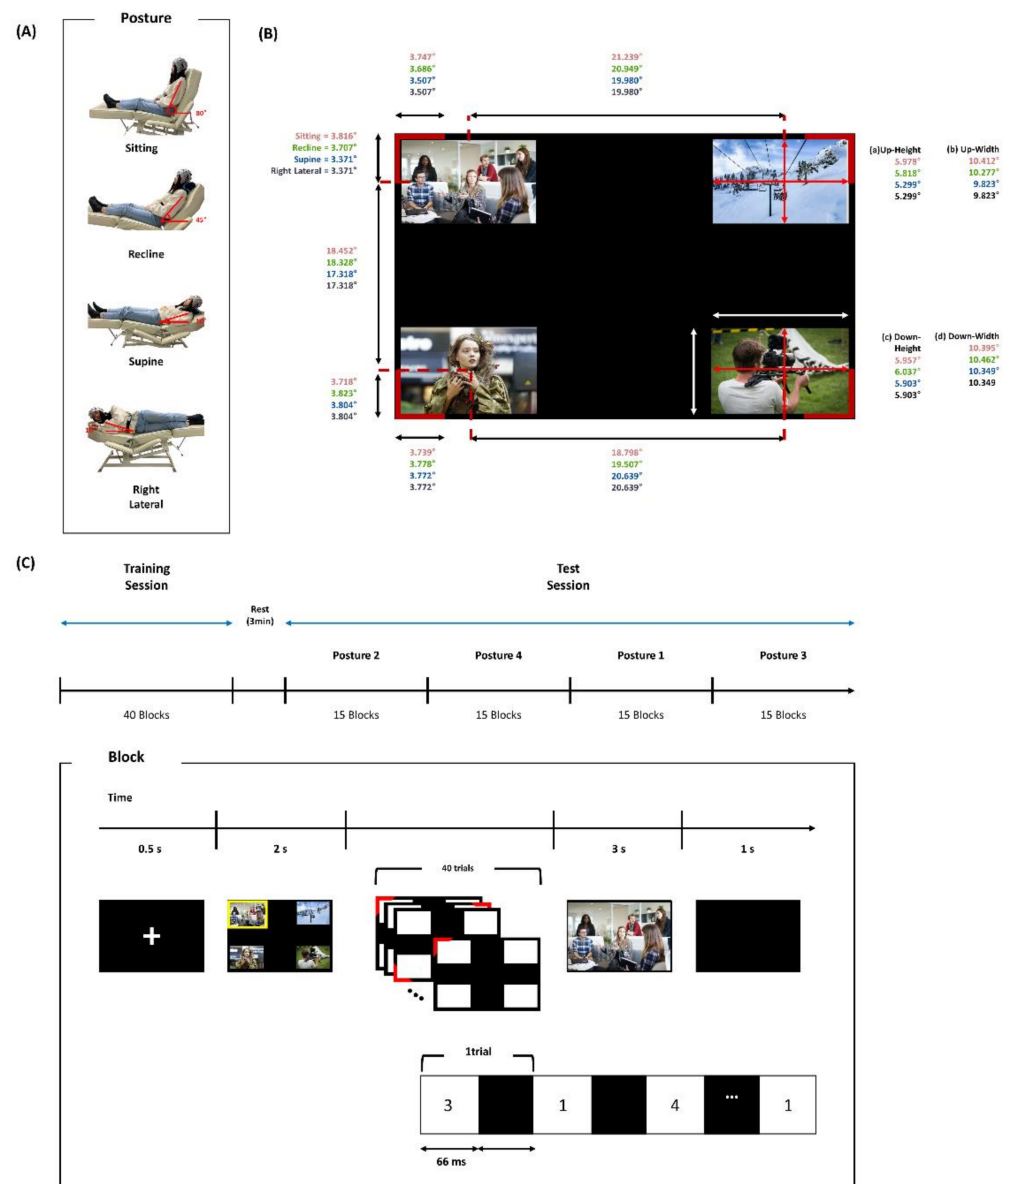 (A)
Posture
80°
Sitting
45°
Recline
Supine
Right
Lateral
(B)
3.747°
3.686°
3.507°
3.507°
21.239°
20.949°
19.980°
19.980°
Sitting = 3.816°
Recline = 3.707°
Supine = 3.371°
Right Lateral = 3.371°
(a)Up-Height
5.978°
5.818°
5.299°
5.299°
(b) Up-Width
10.412°
10.277°
9.823°
9.823°
18.452°
18.328°
17.318°
17.318°
(c) Down-
Height
5.957°
6.037°
5.903°
5.903°
(d) Down-Width
10.395°
10.462°
10.349°
10.349
3.718°
3.823°
3.804°
3.804°
3.739°
3.778°
3.772°
3.772°
18.798°
19.507°
20.639°
20.639°
(C)
Training
Session
Rest
(3min)
Test
Session
Posture 2
Posture 4
Posture 1
Posture 3
40 Blocks
15 Blocks
15 Blocks
15 Blocks
15 Blocks
Block
Time
0.5 s
2 s
3 s
1 s
40 trials
+
1trial
3
1
4
...
1
66 ms